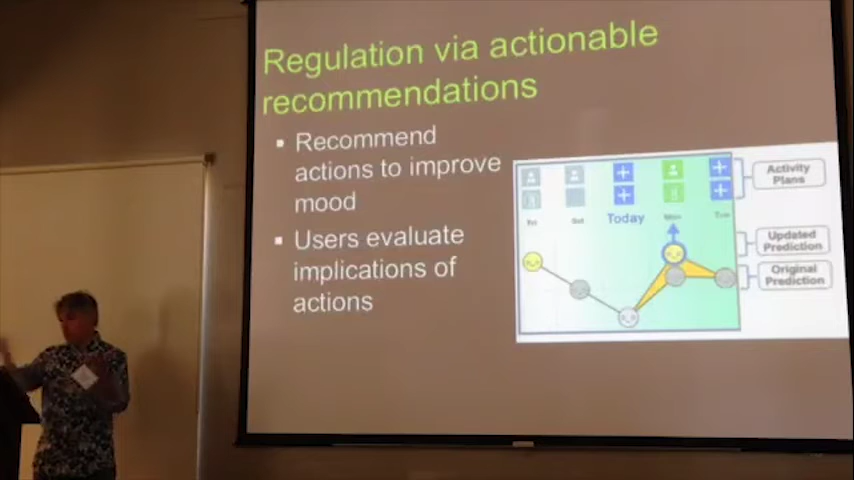 Regulation via actionable
recommendations
▪ Recommend
actions to improve
mood
▪ Users evaluate
implications of
actions
Activity
Plans
Today
Updated
Prediction
Original
Prediction